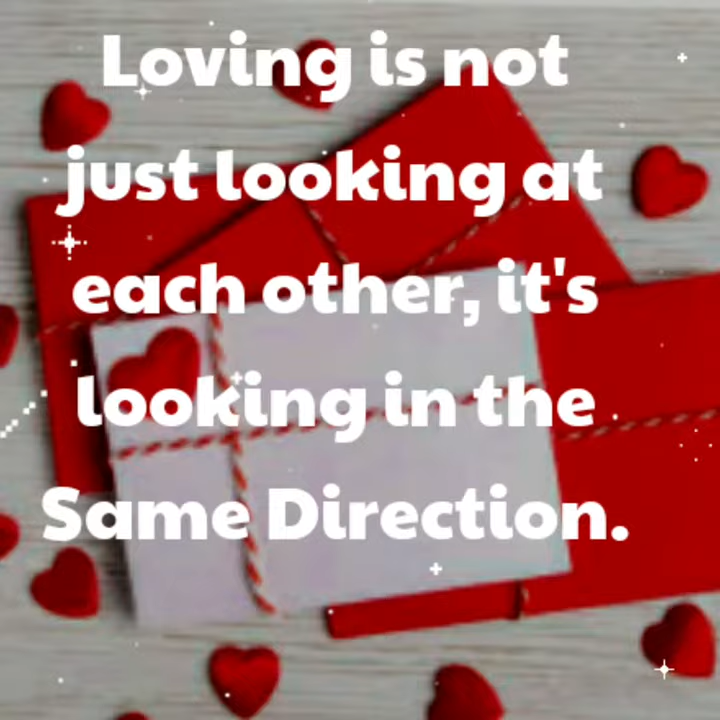 Loving is not
just looking at
each other, it's
looking in the
Same Direction.